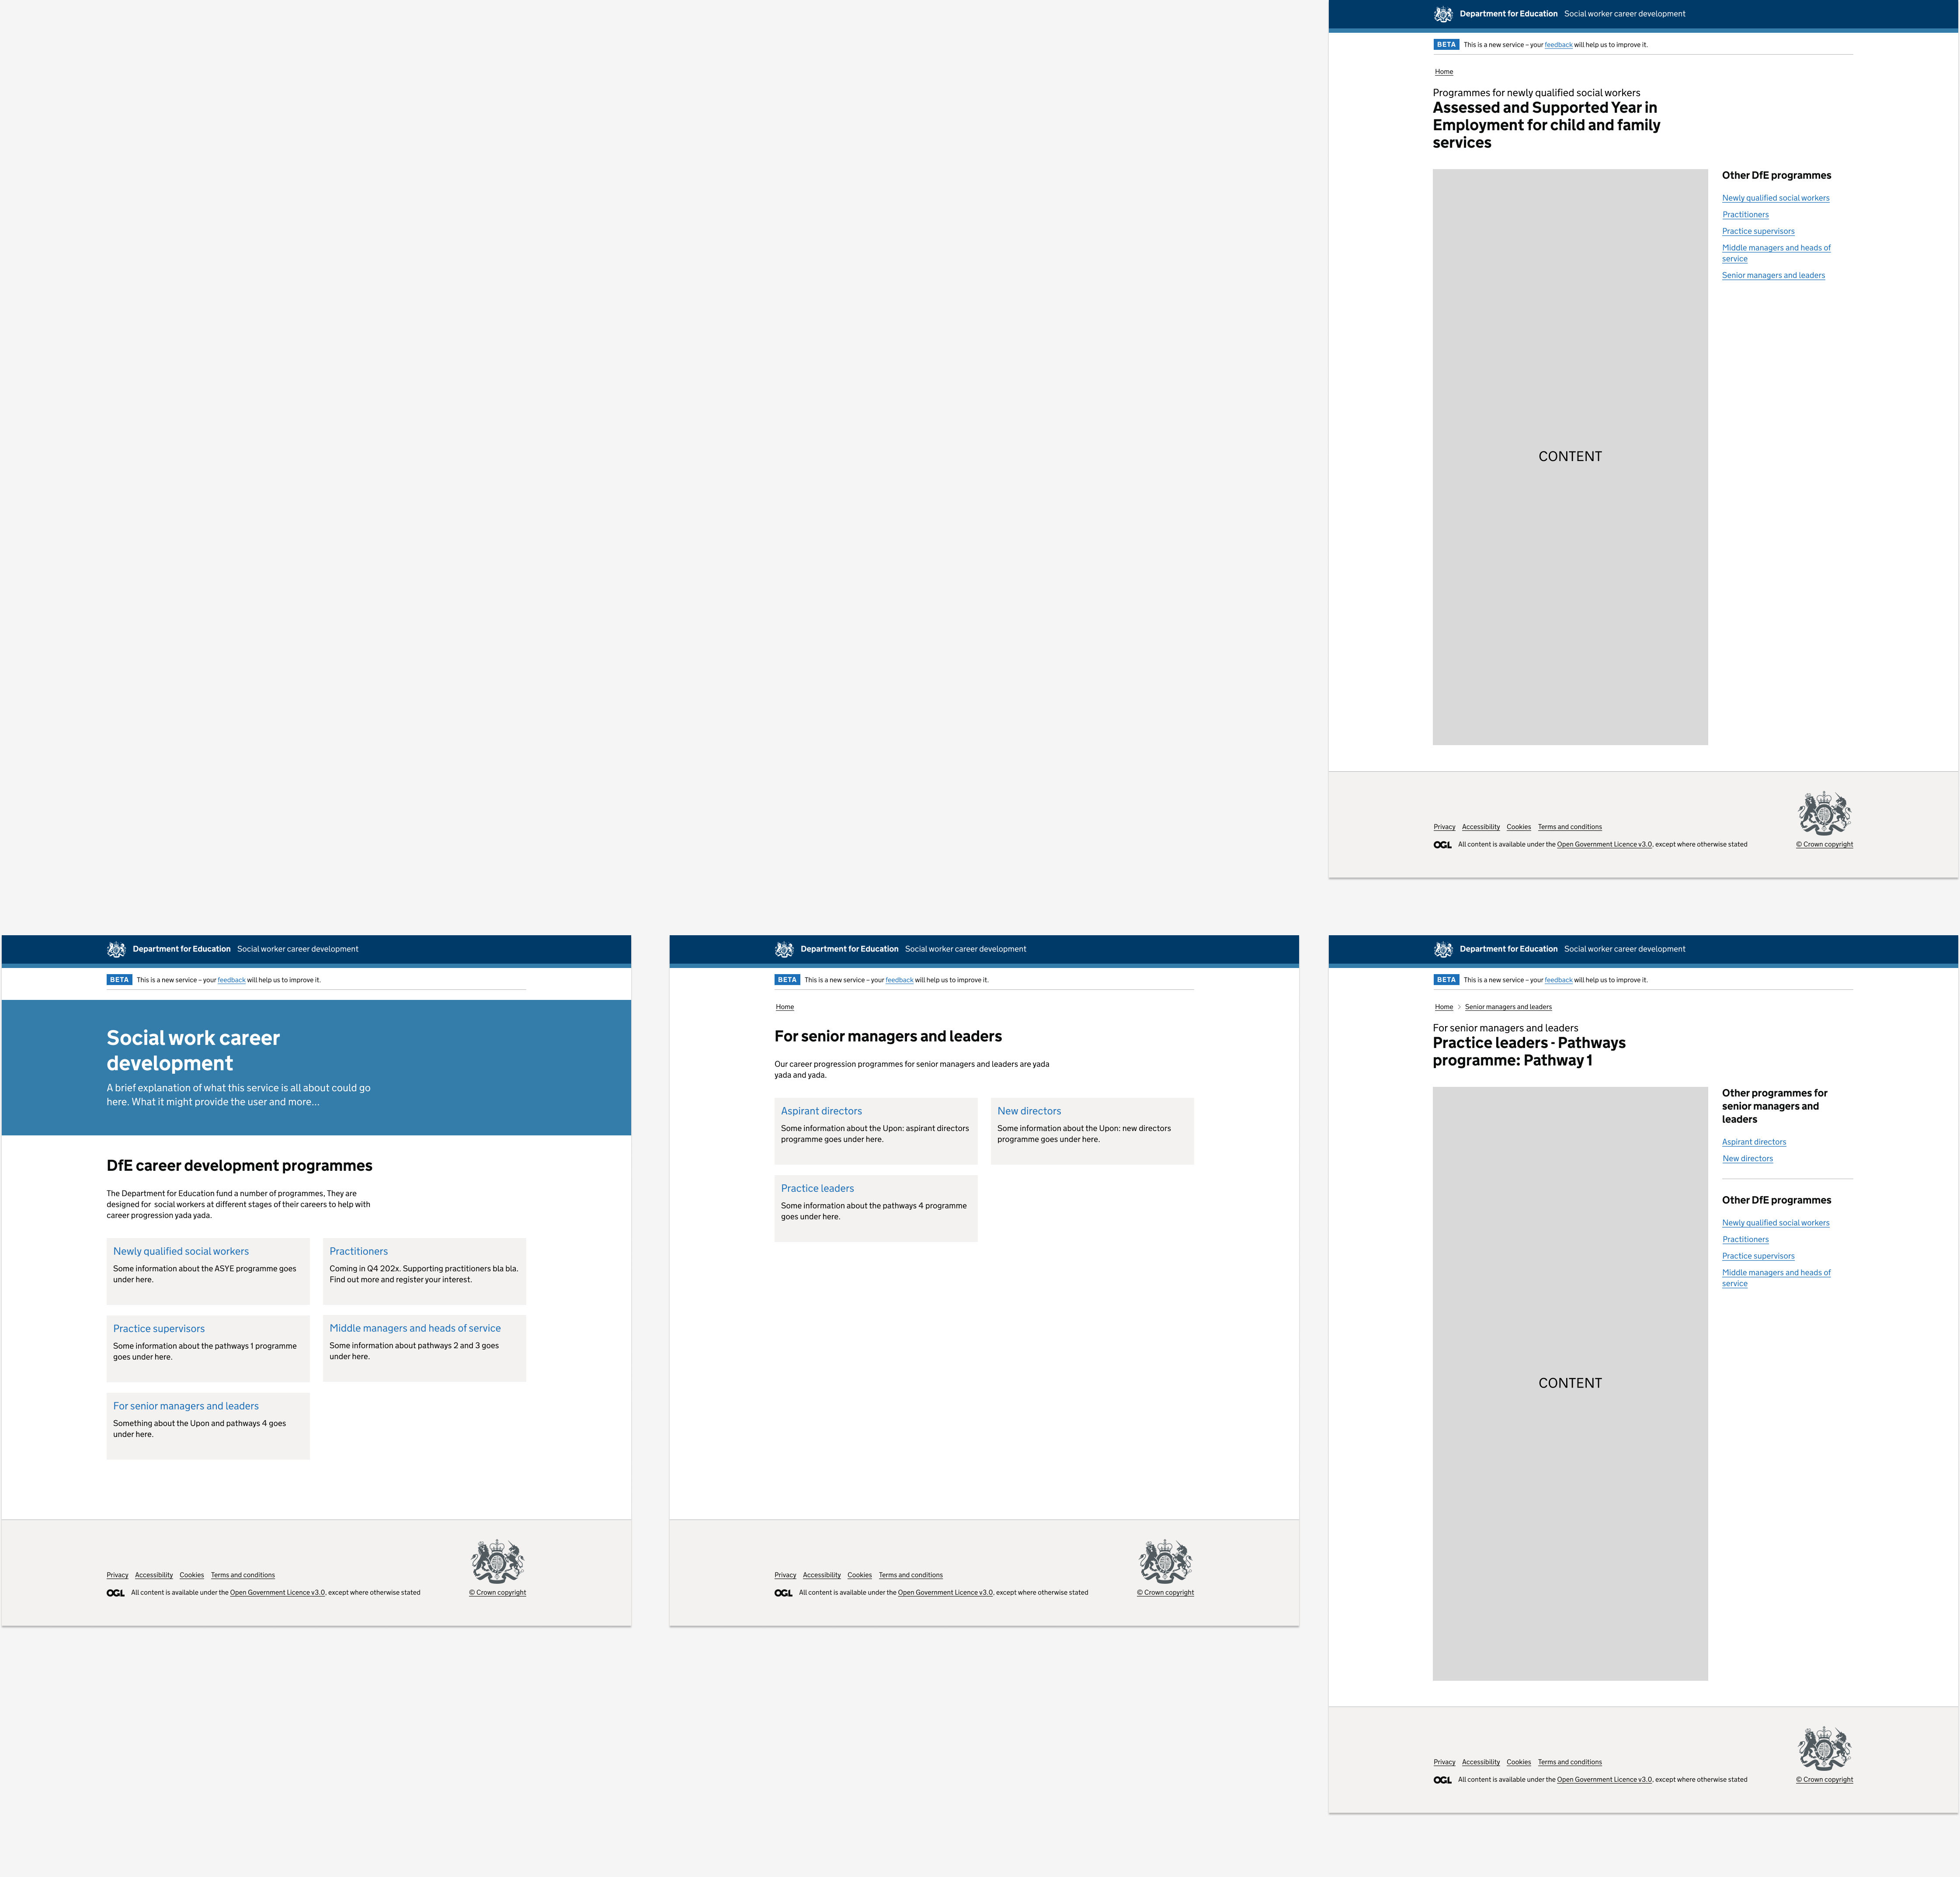 Department for Education Social worker career development
BETA This is a new service – your feedback will help us to improve it.
Home
Programmes for newly qualified social workers
Assessed and Supported Year in
Employment for child and family
services
CONTENT
Other DfE programmes
Newly qualified social workers
Practitioners
Practice supervisors
Middle managers and heads of
service
Senior managers and leaders
Privacy Accessibility Cookies Terms and conditions
OGL All content is available under the Open Government Licence v3.0, except where otherwise stated
© Crown copyright
Department for Education Social worker career development
BETA This is a new service – your feedback will help us to improve it.
Social work career
development
A brief explanation of what this service is all about could go
here. What it might provide the user and more...
DfE career development programmes
The Department for Education fund a number of programmes, They are
designed for social workers at different stages of their careers to help with
career progression yada yada.
Newly qualified social workers
Some information about the ASYE programme goes
under here.
Practitioners
Coming in Q4 202x. Supporting practitioners bla bla.
Find out more and register your interest.
Practice supervisors
Some information about the pathways 1 programme
goes under here.
Middle managers and heads of service
Some information about pathways 2 and 3 goes
under here.
For senior managers and leaders
Something about the Upon and pathways 4 goes
under here.
Privacy Accessibility Cookies Terms and conditions
OGL All content is available under the Open Government Licence v3.0, except where otherwise stated
© Crown copyright
Department for Education Social worker career development
BETA This is a new service – your feedback will help us to improve it.
Home
For senior managers and leaders
Our career progression programmes for senior managers and leaders are yada
yada and yada.
Aspirant directors
Some information about the Upon: aspirant directors
programme goes under here.
New directors
Some information about the Upon: new directors
programme goes under here.
Practice leaders
Some information about the pathways 4 programme
goes under here.
Privacy Accessibility Cookies Terms and conditions
OGL All content is available under the Open Government Licence v3.0, except where otherwise stated
© Crown copyright
Department for Education Social worker career development
BETA This is a new service – your feedback will help us to improve it.
Home > Senior managers and leaders
For senior managers and leaders
Practice leaders - Pathways
programme: Pathway 1
CONTENT
Other programmes for
senior managers and
leaders
Aspirant directors
New directors
Other DfE programmes
Newly qualified social workers
Practitioners
Practice supervisors
Middle managers and heads of
service
Privacy Accessibility Cookies Terms and conditions
OGL All content is available under the Open Government Licence v3.0, except where otherwise stated
© Crown copyright